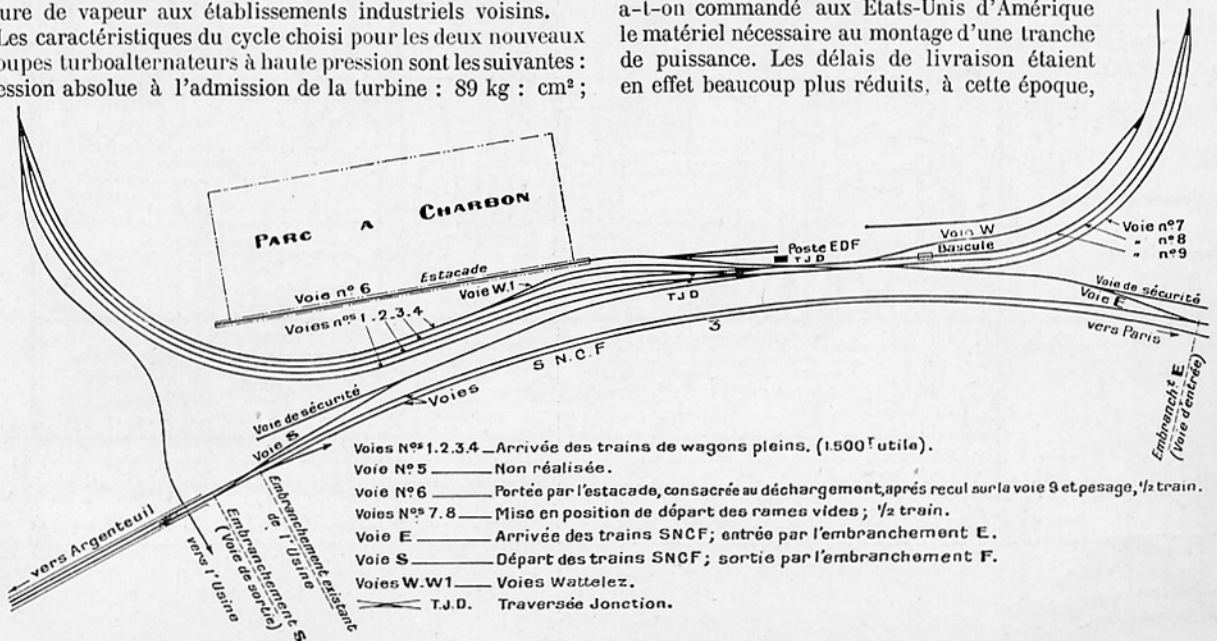 ure de vapeur aux établissements industriels voisins.
Les caractéristiques du cycle choisi pour les deux nouveaux
oupes turboalternateurs à haute pression sont les suivantes :
ession absolue à l'admission de la turbine : 89 kg : cm² ;
a-t-on commandé aux États-Unis d'Amérique
le matériel nécessaire au montage d'une tranche
de puissance. Les délais de livraison étaient
en effet beaucoup plus réduits, à cette époque,
PARC A CHARBON
Estacade
Voie nº 6
Voie W.1
Voies nºs 1.2.3.4
Poste EDF
T J D
T J D
Voie W
Bascule
Voie nº7
" nº8
" nº9
Voie de sécurité
Voie E
vers Paris
3
S N.C.F
Voies
Embrancht E
(Voie d'entrée)
Voie de sécurité
Voie S
vers Argenteuil
vers l'Usine
Embranchement S
(Voie de sortie)
Embranchement existant
de l'Usine
Voies Nºs 1.2.3.4 _ Arrivée des trains de wagons pleins. (1.500 T utile).
Voie Nº 5 _____ Non réalisée.
Voie Nº 6 _____ Portée par l'estacade, consacrée au déchargement, aprés recul sur la voie 9 et pesage, 1/2 train.
Voies Nºs 7.8 ____ Mise en position de départ des rames vides ; 1/2 train.
Voie E _____ Arrivée des trains SNCF ; entrée par l'embranchement E.
Voie S _____ Départ des trains SNCF ; sortie par l'embranchement F.
Voies W.W1 ____ Voies Wattelez.
T.J.D. Traversée Jonction.